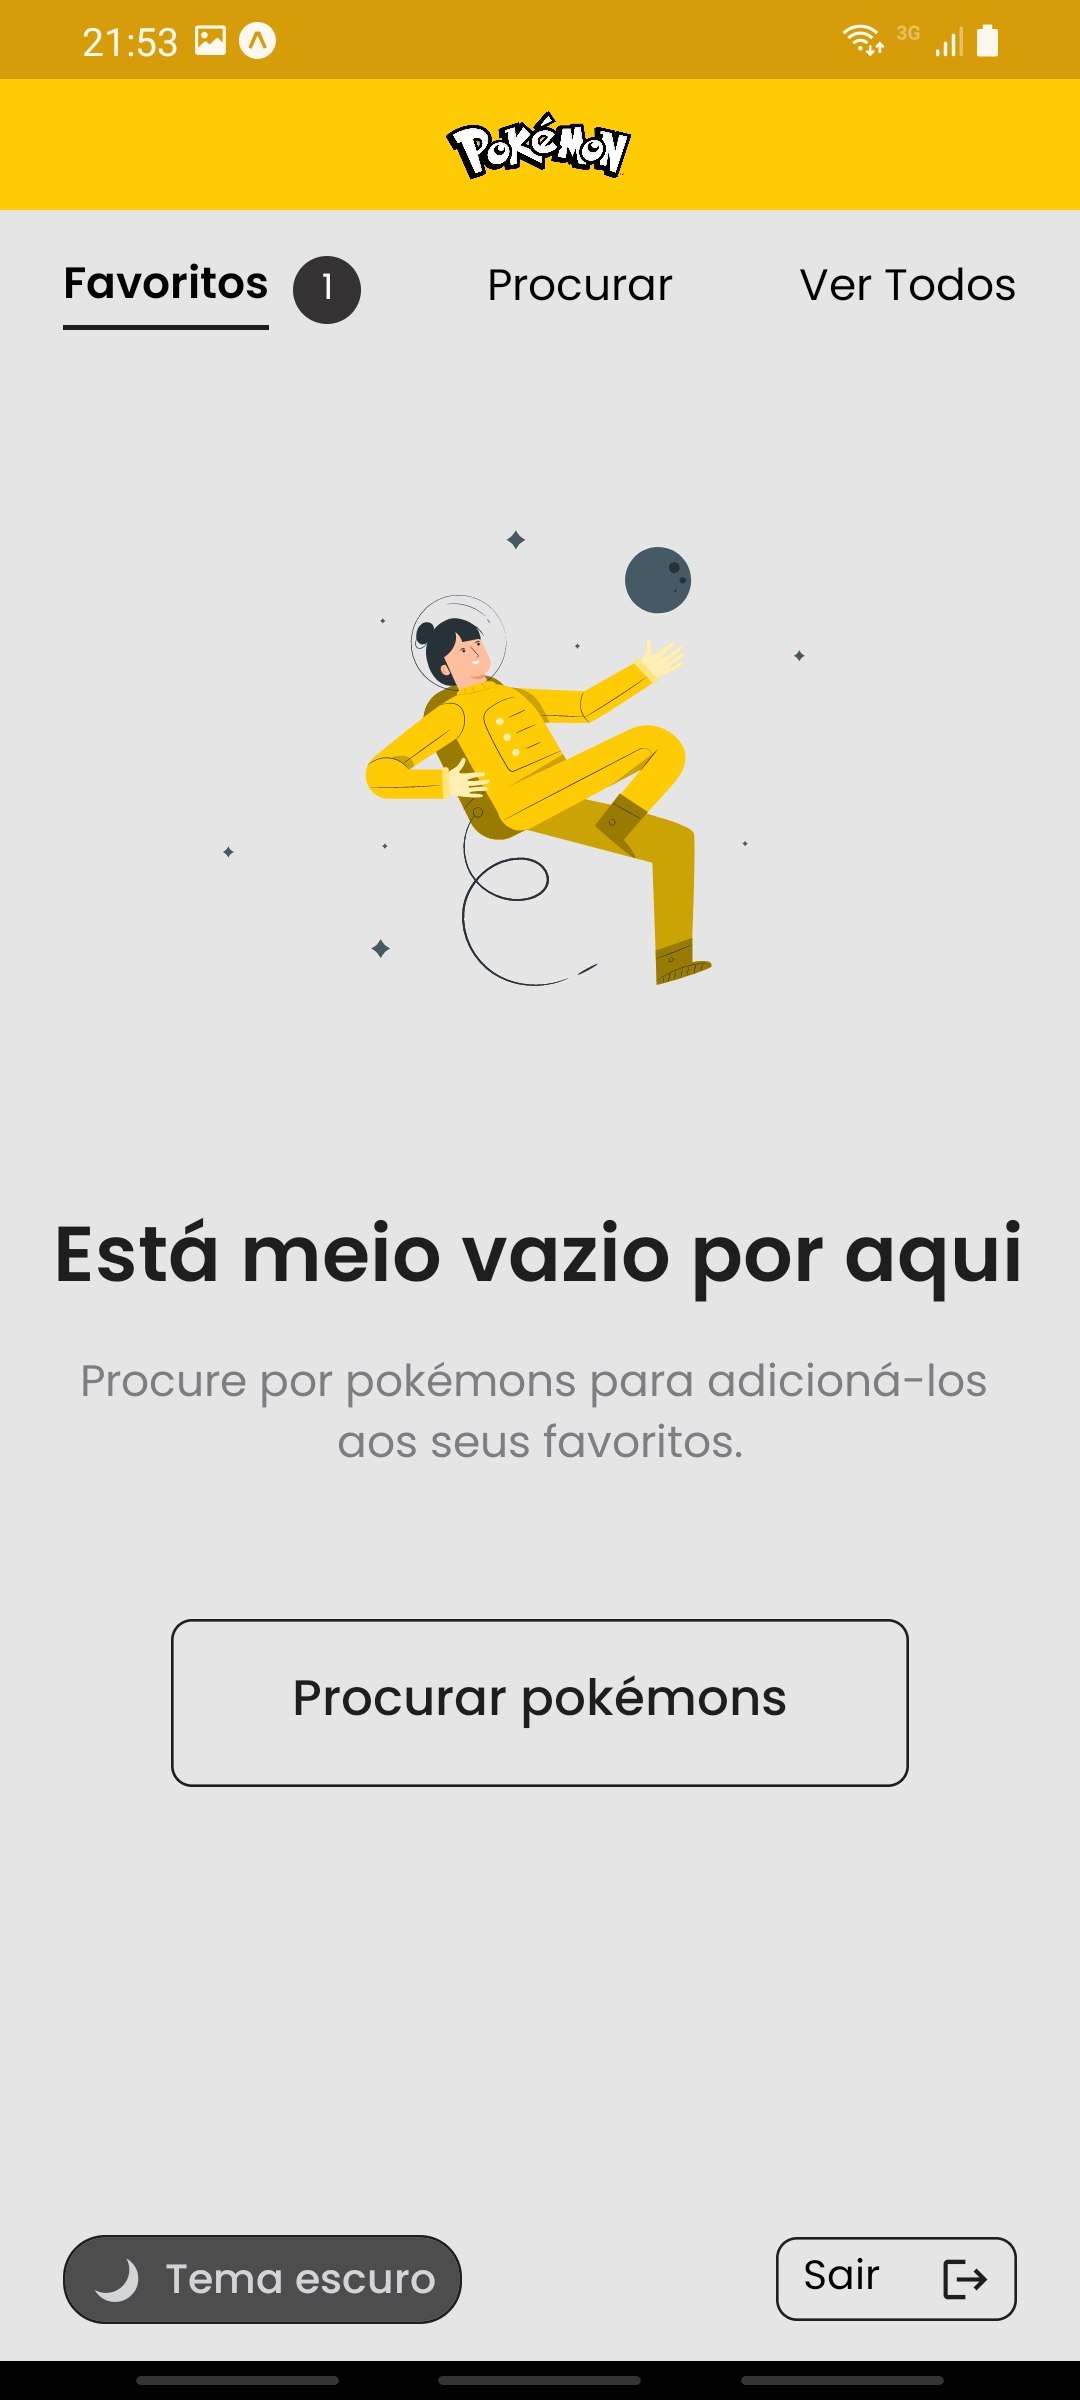 21:53
3G
Pokémon
Favoritos 1 Procurar Ver Todos
Está meio vazio por aqui
Procure por pokémons para adicioná-los
aos seus favoritos.
Procurar pokémons
Tema escuro Sair